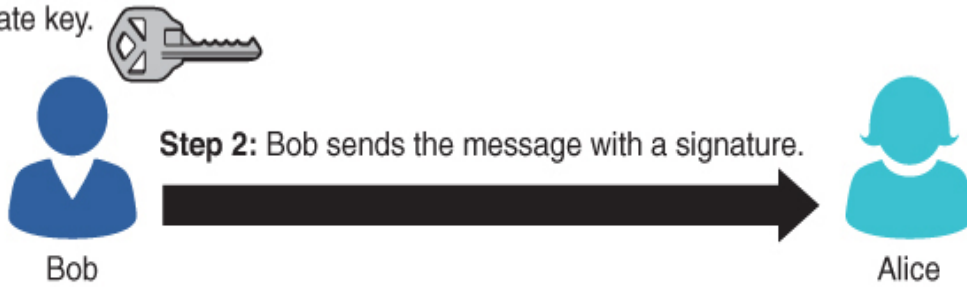 ate key.
Step 2: Bob sends the message with a signature.
Bob
Alice